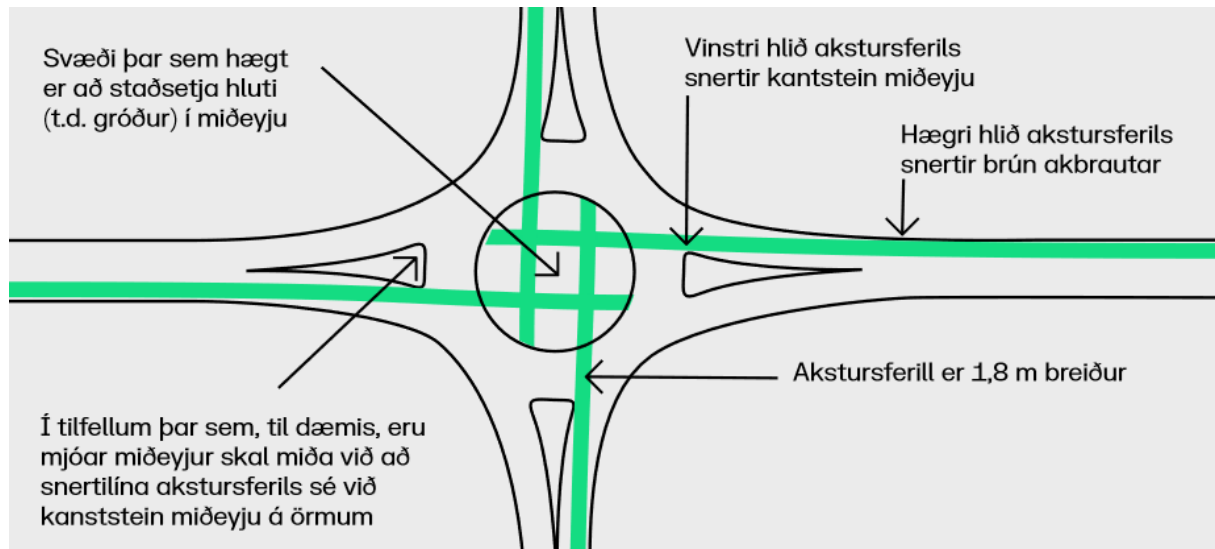 Svæði þar sem hægt
er að staðsetja hluti
(t.d. gróður) í miðeyju
Vinstri hlið akstursferils
snertir kantstein miðeyju
Hægri hlið akstursferils
snertir brún akbrautar
Akstursferill er 1,8 m breiður
Í tilfellum þar sem, til dæmis, eru
mjóar miðeyjur skal miða við að
snertilína akstursferils sé við
kanststein miðeyju á örmum